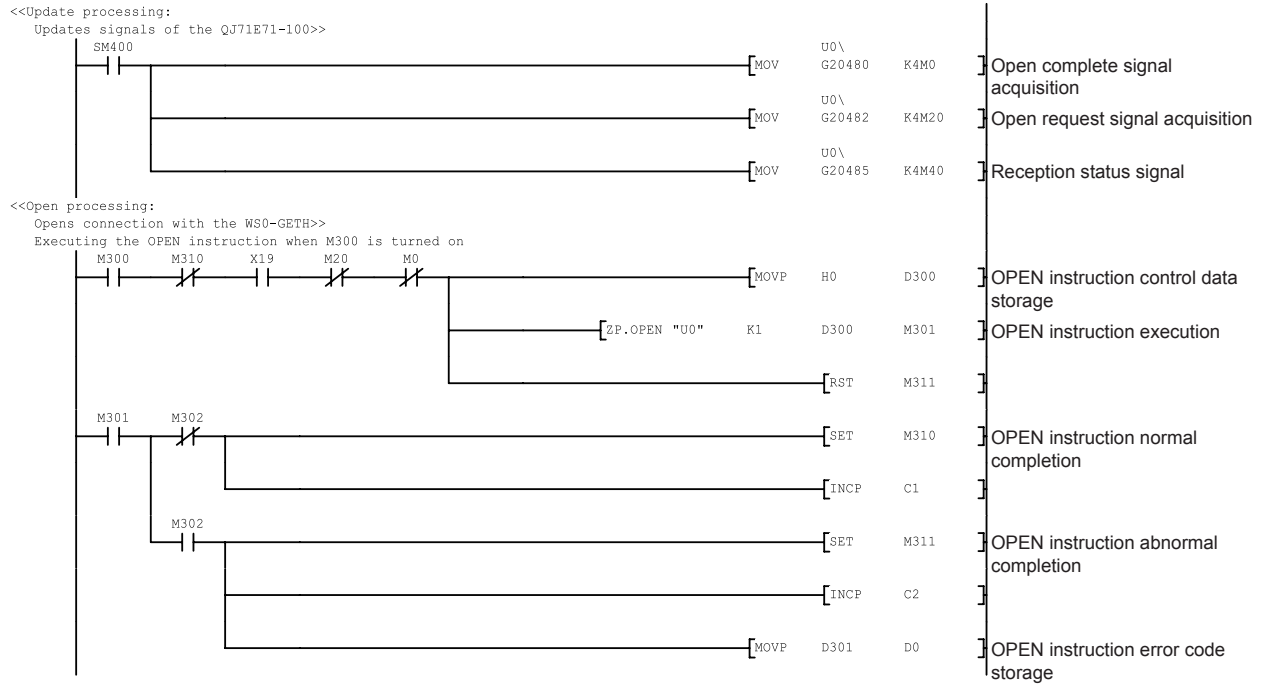 <<Update processing:
Updates signals of the QJ71E71-100>>
SM400
U0\
MOV G20480 K4M0 Open complete signal
acquisition
U0\
MOV G20482 K4M20 Open request signal acquisition
U0\
MOV G20485 K4M40 Reception status signal
<<Open processing:
Opens connection with the WS0-GETH>>
Executing the OPEN instruction when M300 is turned on
M300 M310 X19 M20 M0
MOVP H0 D300 OPEN instruction control data
storage
ZP.OPEN "U0" K1 D300 M301 OPEN instruction execution
RST M311
M301 M302
SET M310 OPEN instruction normal
completion
INCP C1
M302
SET M311 OPEN instruction abnormal
completion
INCP C2
MOVP D301 D0 OPEN instruction error code
storage